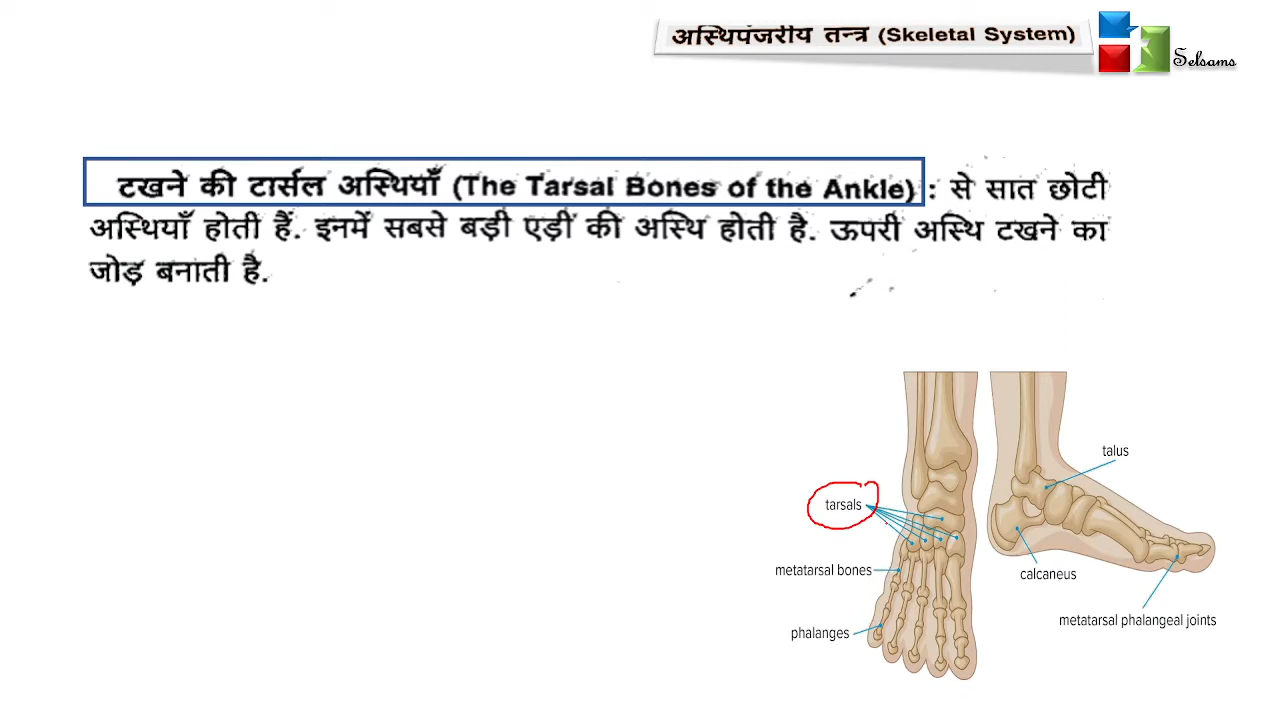 अस्थिपंजरीय तन्त्र (Skeletal System)
Selsams
टखने की टार्सल अस्थियाँ (The Tarsal Bones of the Ankle) : से सात छोटी
अस्थियाँ होती हैं. इनमें सबसे बड़ी एड़ी की अस्थि होती है. ऊपरी अस्थि टखने का
जोड़ बनाती है.
talus
tarsals
metatarsal bones
calcaneus
metatarsal phalangeal joints
phalanges